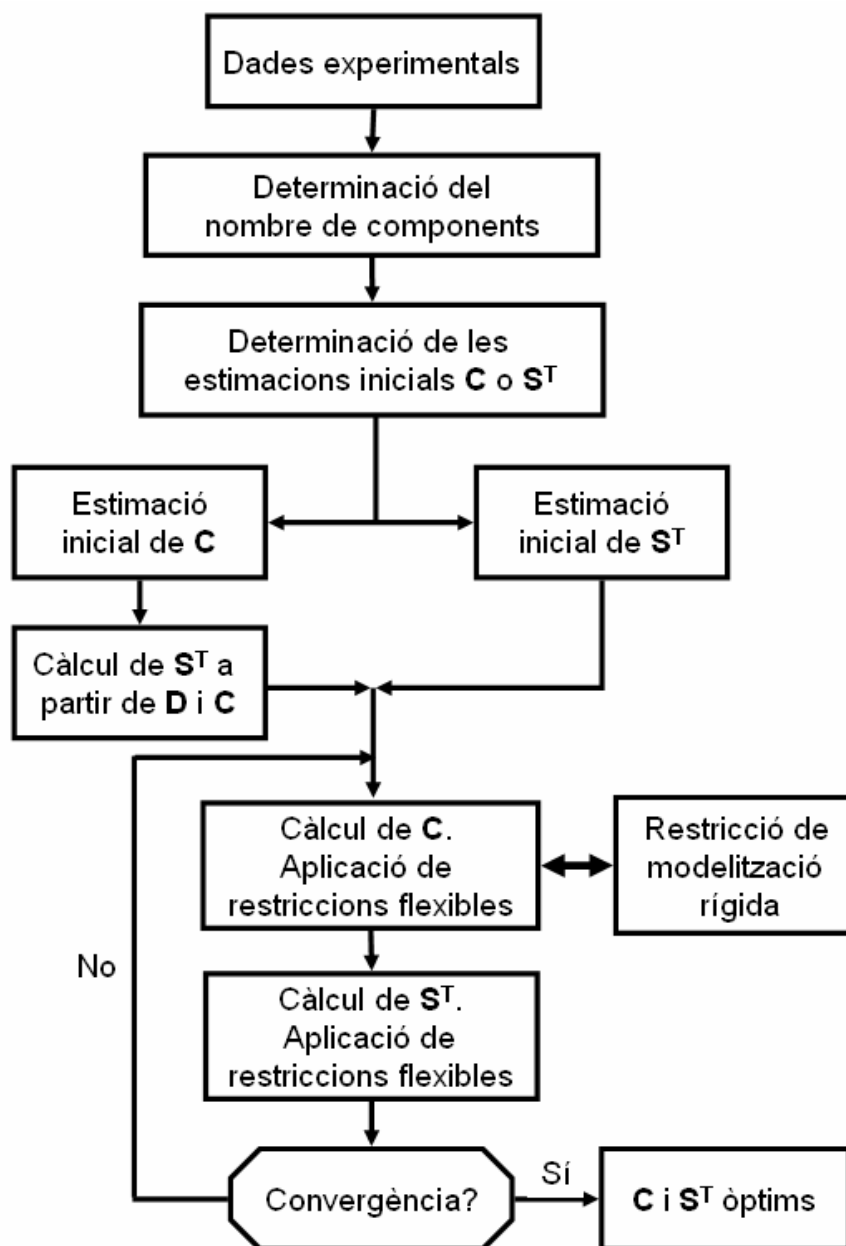 Dades experimentals
Determinació del
nombre de components
Determinació de les
estimacions inicials C o Sᵀ
Estimació
inicial de C
Estimació
inicial de Sᵀ
Càlcul de Sᵀ a
partir de D i C
Càlcul de C.
Aplicació de
restriccions flexibles
Restricció de
modelització
rígida
No
Càlcul de Sᵀ.
Aplicació de
restriccions flexibles
Convergència?
Sí
C i Sᵀ òptims